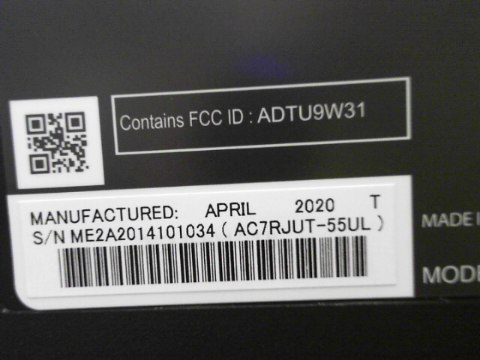 Contains FCC ID : ADTU9W31
MANUFACTURED: APRIL 2020 T
S/N ME2A2014101034 ( AC7RJUT-55UL )
MADE I
MODE